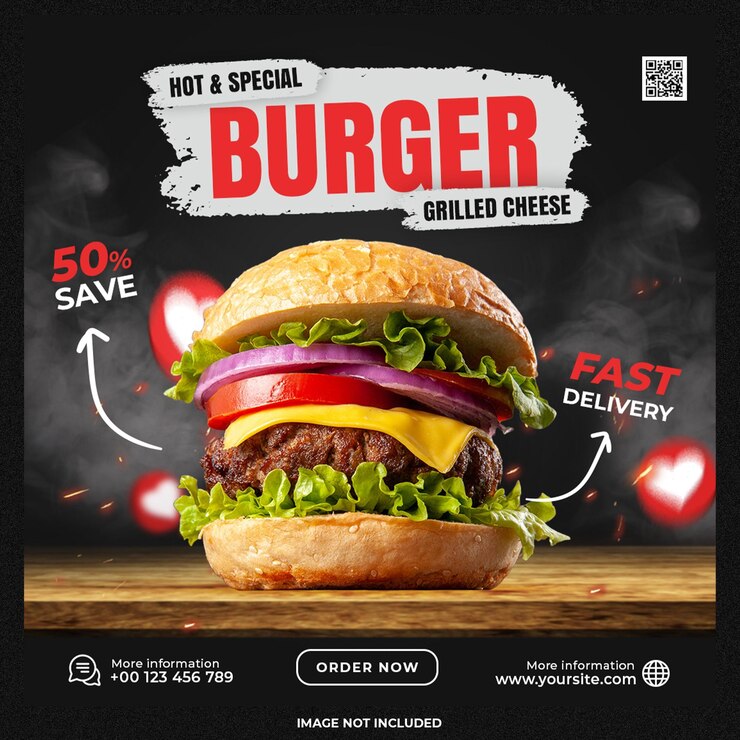 HOT & SPECIAL
BURGER
GRILLED CHEESE
50%
SAVE
FAST
DELIVERY
More information
+00 123 456 789
ORDER NOW
More information
www.yoursite.com
IMAGE NOT INCLUDED